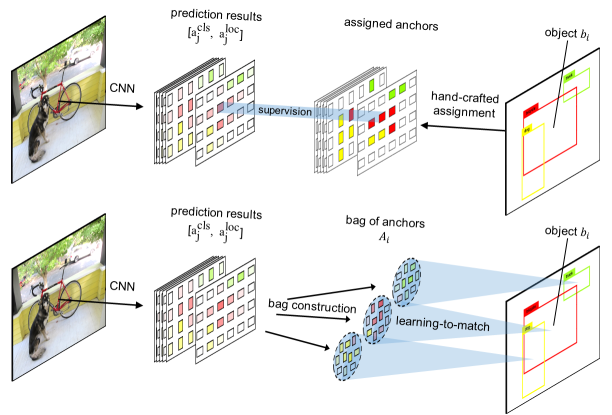 prediction results
[a_j^cls, a_j^loc]
assigned anchors
object b_i
CNN
supervision
hand-crafted
assignment
prediction results
[a_j^cls, a_j^loc]
bag of anchors
A_i
object b_i
CNN
bag construction
learning-to-match